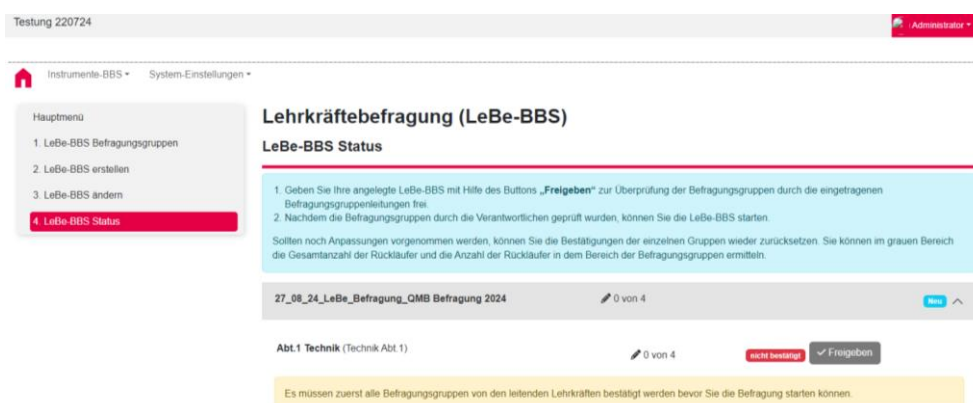 Testung 220724
Administrator
Instrumente-BBS
System-Einstellungen
Hauptmenü
1. LeBe-BBS Befragungsgruppen
2. LeBe-BBS erstellen
3. LeBe-BBS ändern
4. LeBe-BBS Status
Lehrkräftebefragung (LeBe-BBS)
LeBe-BBS Status
1. Geben Sie Ihre angelegte LeBe-BBS mit Hilfe des Buttons „Freigeben“ zur Überprüfung der Befragungsgruppen durch die eingetragenen
Befragungsgruppenleitungen frei.
2. Nachdem die Befragungsgruppen durch die Verantwortlichen geprüft wurden, können Sie die LeBe-BBS starten.
Sollten noch Anpassungen vorgenommen werden, können Sie die Bestätigungen der einzelnen Gruppen wieder zurücksetzen. Sie können im grauen Bereich
die Gesamtanzahl der Rückläufer und die Anzahl der Rückläufer in dem Bereich der Befragungsgruppen ermitteln.
27_08_24_LeBe_Befragung_QMB Befragung 2024 0 von 4 Neu
Abt.1 Technik (Technik Abt.1) 0 von 4 nicht bestätigt Freigeben
Es müssen zuerst alle Befragungsgruppen von den leitenden Lehrkräften bestätigt werden bevor Sie die Befragung starten können.